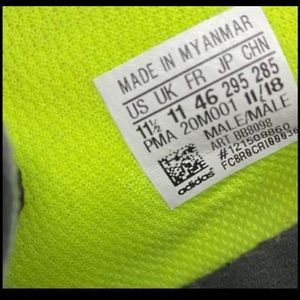 MADE IN MYANMAR
US UK FR JP CHN
11½ 11 46 295 285
PMA 20M001 11/18
MALE/MALE
ART BB8098
#121500860
adidas